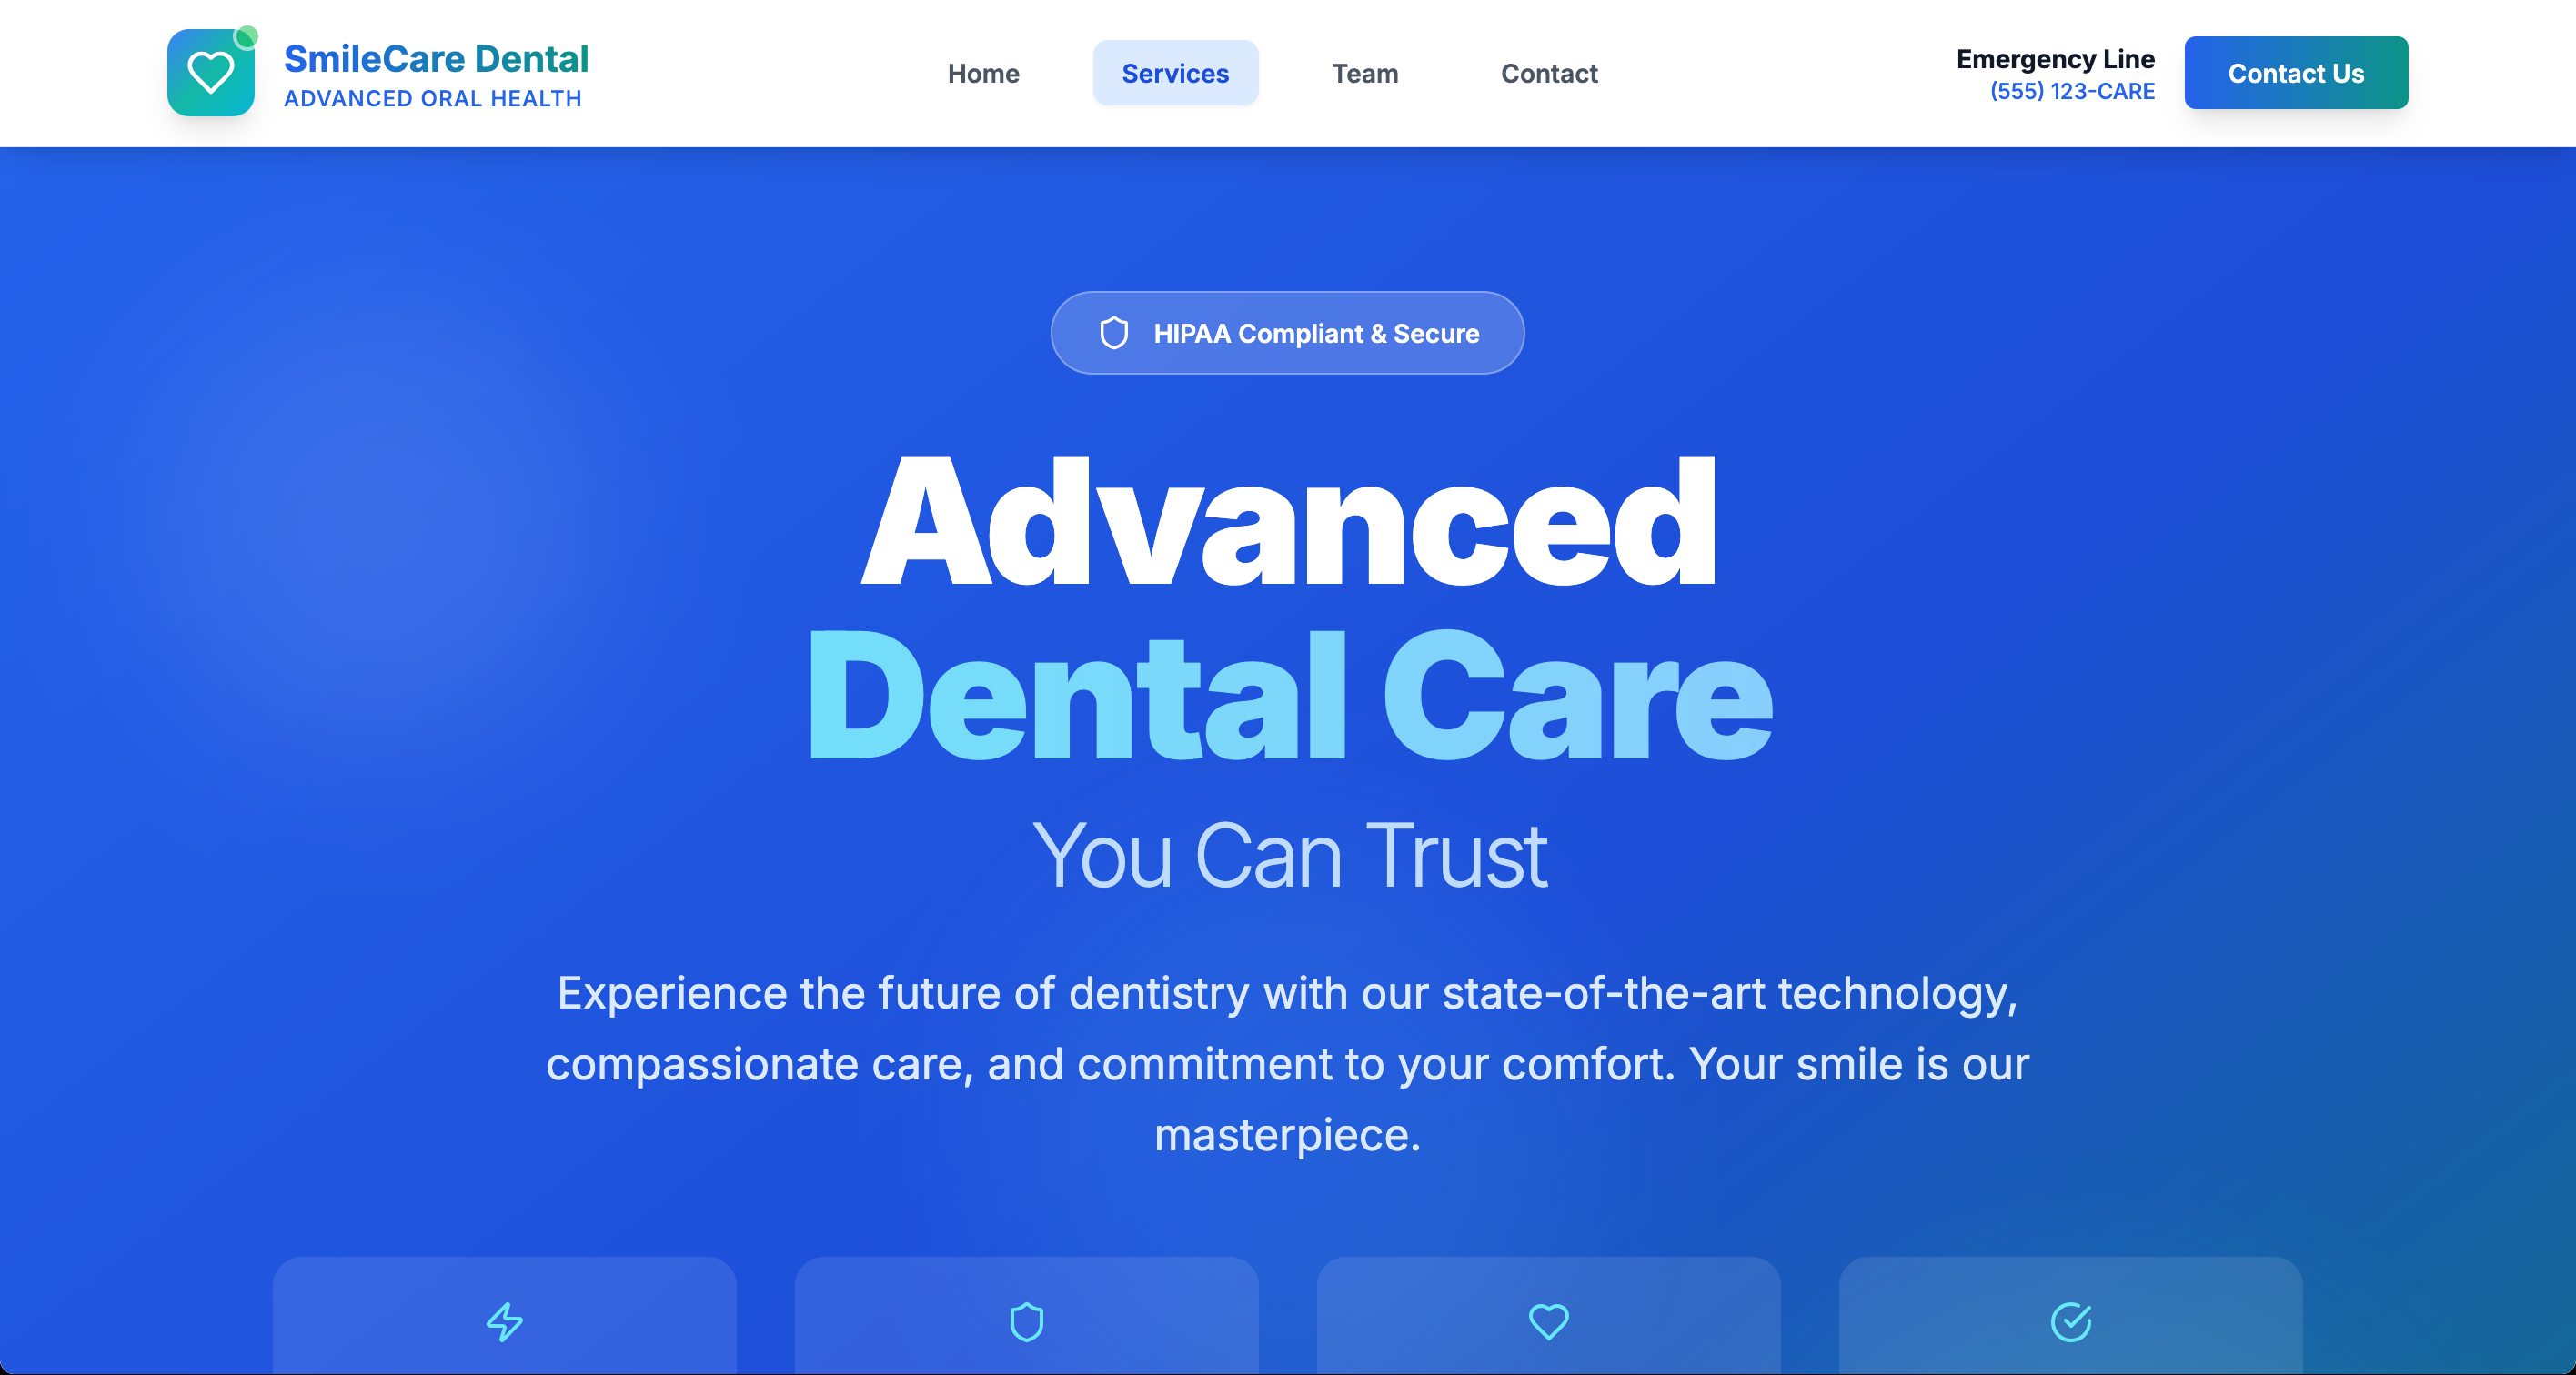 SmileCare Dental
ADVANCED ORAL HEALTH
Home
Services
Team
Contact
Emergency Line
(555) 123-CARE
Contact Us
HIPAA Compliant & Secure
Advanced
Dental Care
You Can Trust
Experience the future of dentistry with our state-of-the-art technology,
compassionate care, and commitment to your comfort. Your smile is our
masterpiece.